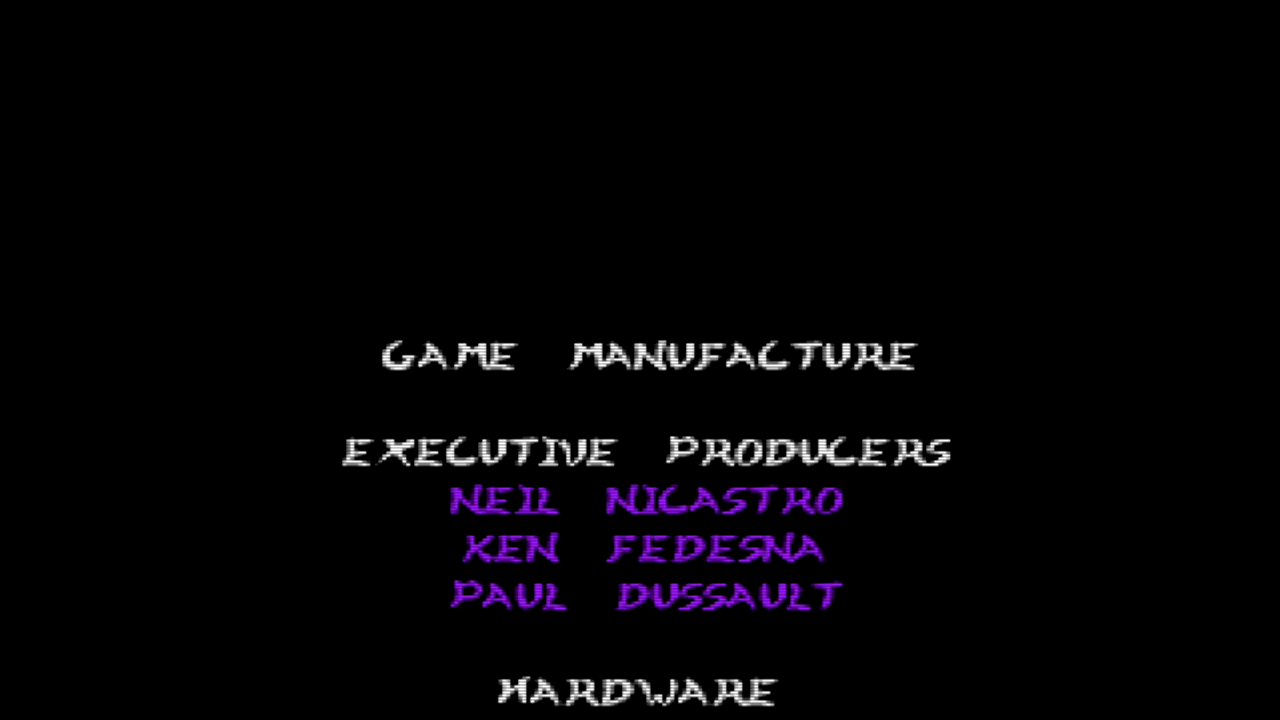 GAME MANUFACTURE
EXECUTIVE PRODUCERS
NEIL NICASTRO
KEN FEDESNA
PAUL DUSSAULT
HARDWARE